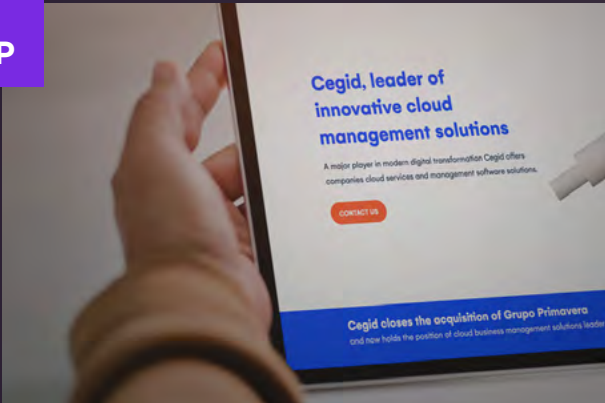 P
Cegid, leader of
innovative cloud
management solutions
A major player in modern digital transformation Cegid offers
companies cloud services and management software solutions.
CONTACT US
Cegid closes the acquisition of Grupo Primavera
and now holds the position of cloud business management solutions leader